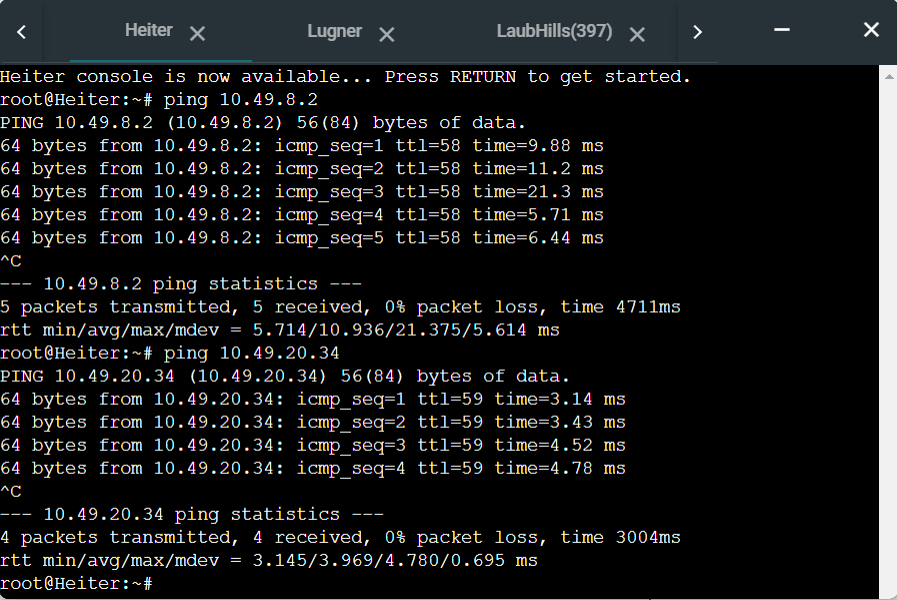 Heiter Lugner LaubHills(397)
Heiter console is now available... Press RETURN to get started.
root@Heiter:~# ping 10.49.8.2
PING 10.49.8.2 (10.49.8.2) 56(84) bytes of data.
64 bytes from 10.49.8.2: icmp_seq=1 ttl=58 time=9.88 ms
64 bytes from 10.49.8.2: icmp_seq=2 ttl=58 time=11.2 ms
64 bytes from 10.49.8.2: icmp_seq=3 ttl=58 time=21.3 ms
64 bytes from 10.49.8.2: icmp_seq=4 ttl=58 time=5.71 ms
64 bytes from 10.49.8.2: icmp_seq=5 ttl=58 time=6.44 ms
^C
--- 10.49.8.2 ping statistics ---
5 packets transmitted, 5 received, 0% packet loss, time 4711ms
rtt min/avg/max/mdev = 5.714/10.936/21.375/5.614 ms
root@Heiter:~# ping 10.49.20.34
PING 10.49.20.34 (10.49.20.34) 56(84) bytes of data.
64 bytes from 10.49.20.34: icmp_seq=1 ttl=59 time=3.14 ms
64 bytes from 10.49.20.34: icmp_seq=2 ttl=59 time=3.43 ms
64 bytes from 10.49.20.34: icmp_seq=3 ttl=59 time=4.52 ms
64 bytes from 10.49.20.34: icmp_seq=4 ttl=59 time=4.78 ms
^C
--- 10.49.20.34 ping statistics ---
4 packets transmitted, 4 received, 0% packet loss, time 3004ms
rtt min/avg/max/mdev = 3.145/3.969/4.780/0.695 ms
root@Heiter:~#